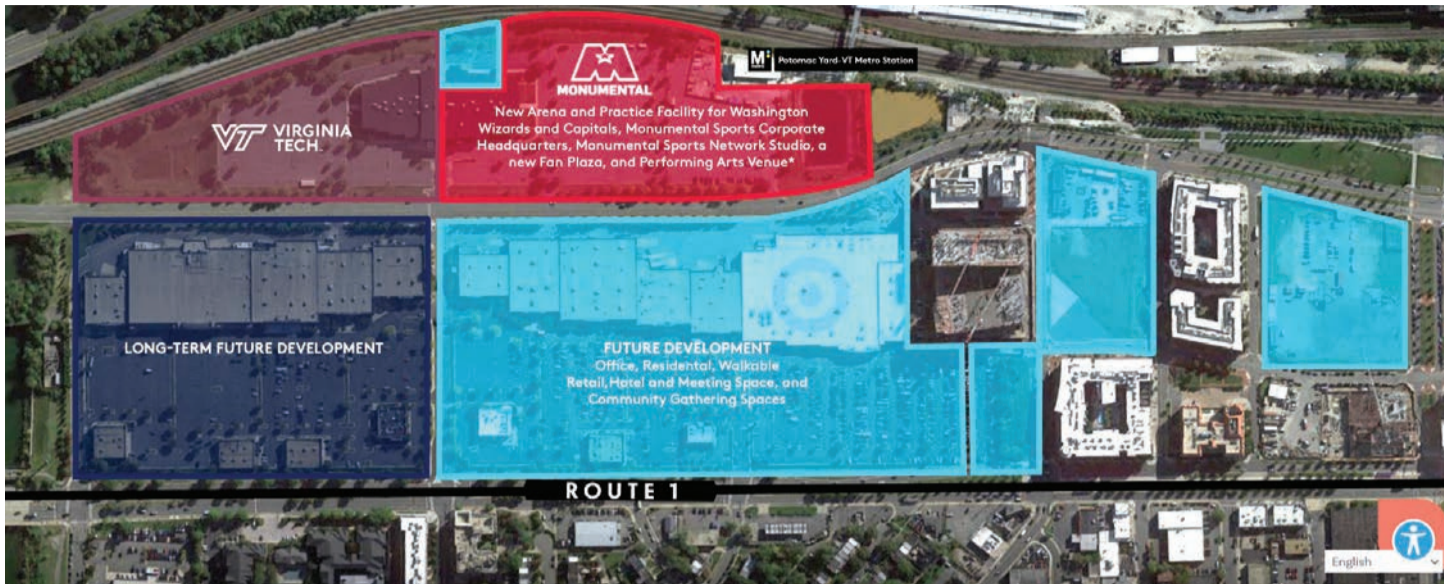 M
Potomac Yard-VT Metro Station
MONUMENTAL
New Arena and Practice Facility for Washington
Wizards and Capitals, Monumental Sports Corporate
Headquarters, Monumental Sports Network Studio, a
new Fan Plaza, and Performing Arts Venue*
VT VIRGINIA
TECH
LONG-TERM FUTURE DEVELOPMENT
FUTURE DEVELOPMENT
Office, Residental, Walkable
Retail,Hotel and Meeting Space, and
Community Gathering Spaces
ROUTE 1
English